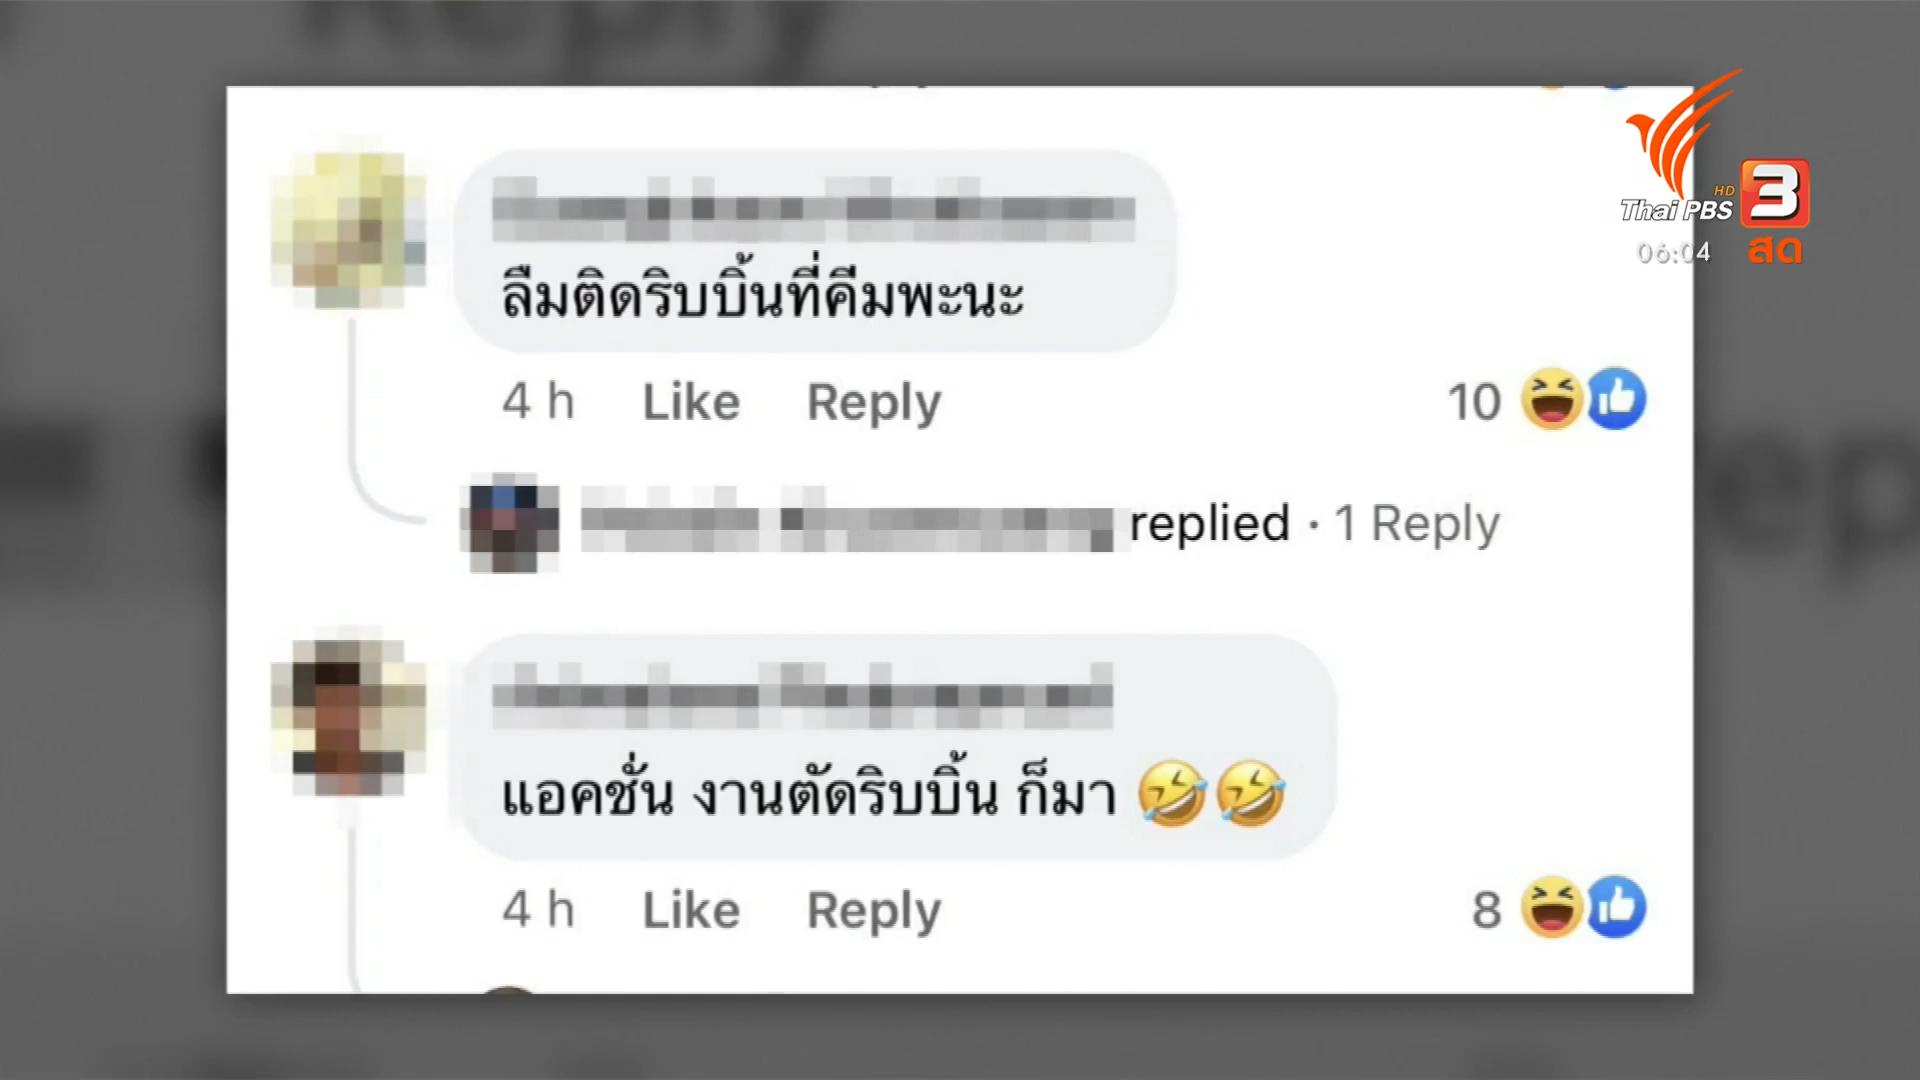 ลืมติดริบบิ้นที่คีมพะนะ
4 h Like Reply 10
replied · 1 Reply
แอคชั่น งานตัดริบบิ้น ก็มา 🤣🤣
4 h Like Reply 8
HD
Thai PBS 3
06:04 สด